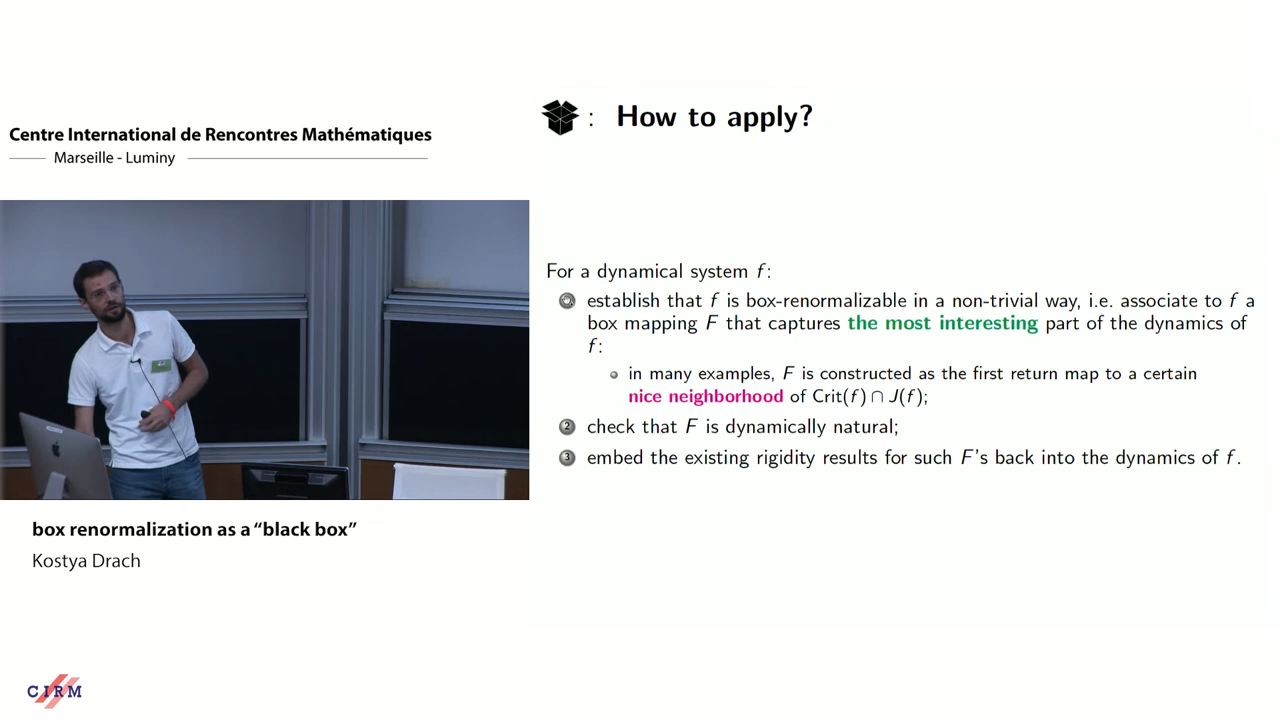 Centre International de Rencontres Mathématiques
Marseille - Luminy
box renormalization as a “black box”
Kostya Drach
CIRM
: How to apply?
For a dynamical system f:
establish that f is box-renormalizable in a non-trivial way, i.e. associate to f a
box mapping F that captures the most interesting part of the dynamics of
f:
in many examples, F is constructed as the first return map to a certain
nice neighborhood of Crit(f) ∩ J(f);
2 check that F is dynamically natural;
3 embed the existing rigidity results for such F's back into the dynamics of f.